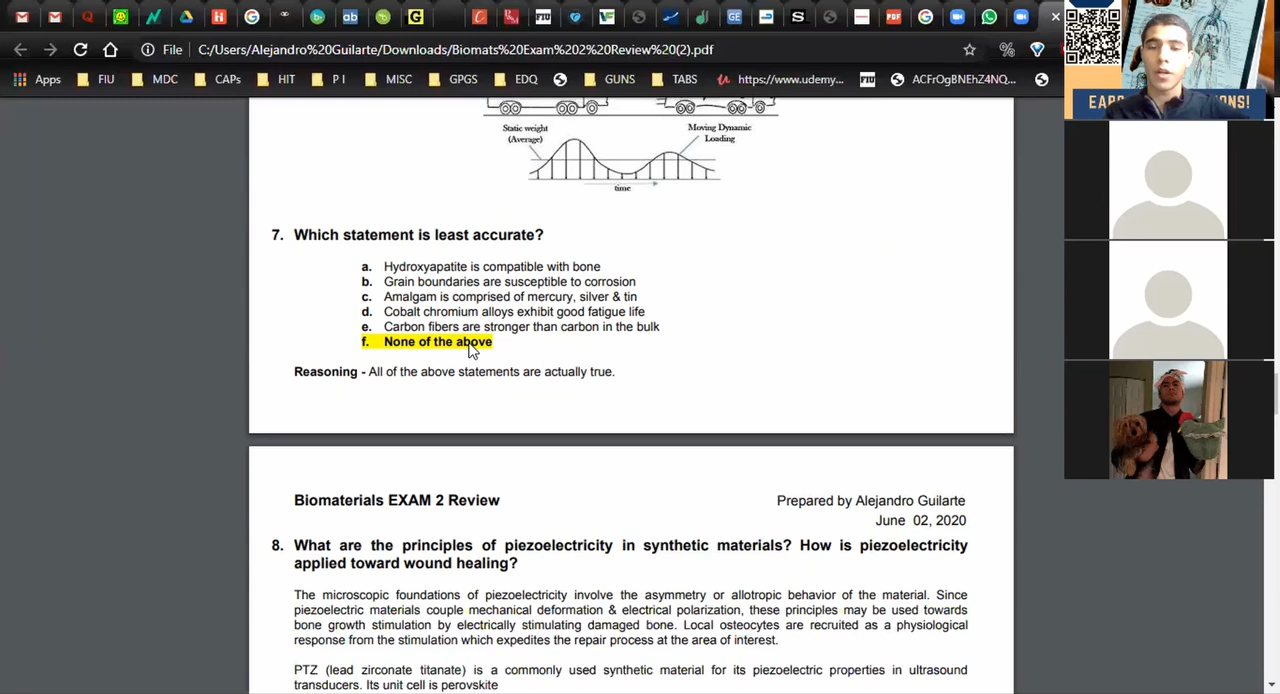 File C:/Users/Alejandro%20Guilarte/Downloads/Biomats%20Exam%202%20Review%20(2).pdf
Apps FIU MDC CAPs HIT P I MISC GPGS EDQ GUNS TABS https://www.udemy... FIU ACFrOgBNEhZ4NQ...
Static weight
(Average)
Moving Dynamic
Loading
time
7. Which statement is least accurate?
a. Hydroxyapatite is compatible with bone
b. Grain boundaries are susceptible to corrosion
c. Amalgam is comprised of mercury, silver & tin
d. Cobalt chromium alloys exhibit good fatigue life
e. Carbon fibers are stronger than carbon in the bulk
f. None of the above
Reasoning - All of the above statements are actually true.
Biomaterials EXAM 2 Review
Prepared by Alejandro Guilarte
June 02, 2020
8. What are the principles of piezoelectricity in synthetic materials? How is piezoelectricity
applied toward wound healing?
The microscopic foundations of piezoelectricity involve the asymmetry or allotropic behavior of the material. Since
piezoelectric materials couple mechanical deformation & electrical polarization, these principles may be used towards
bone growth stimulation by electrically stimulating damaged bone. Local osteocytes are recruited as a physiological
response from the stimulation which expedites the repair process at the area of interest.
PTZ (lead zirconate titanate) is a commonly used synthetic material for its piezoelectric properties in ultrasound
transducers. Its unit cell is perovskite